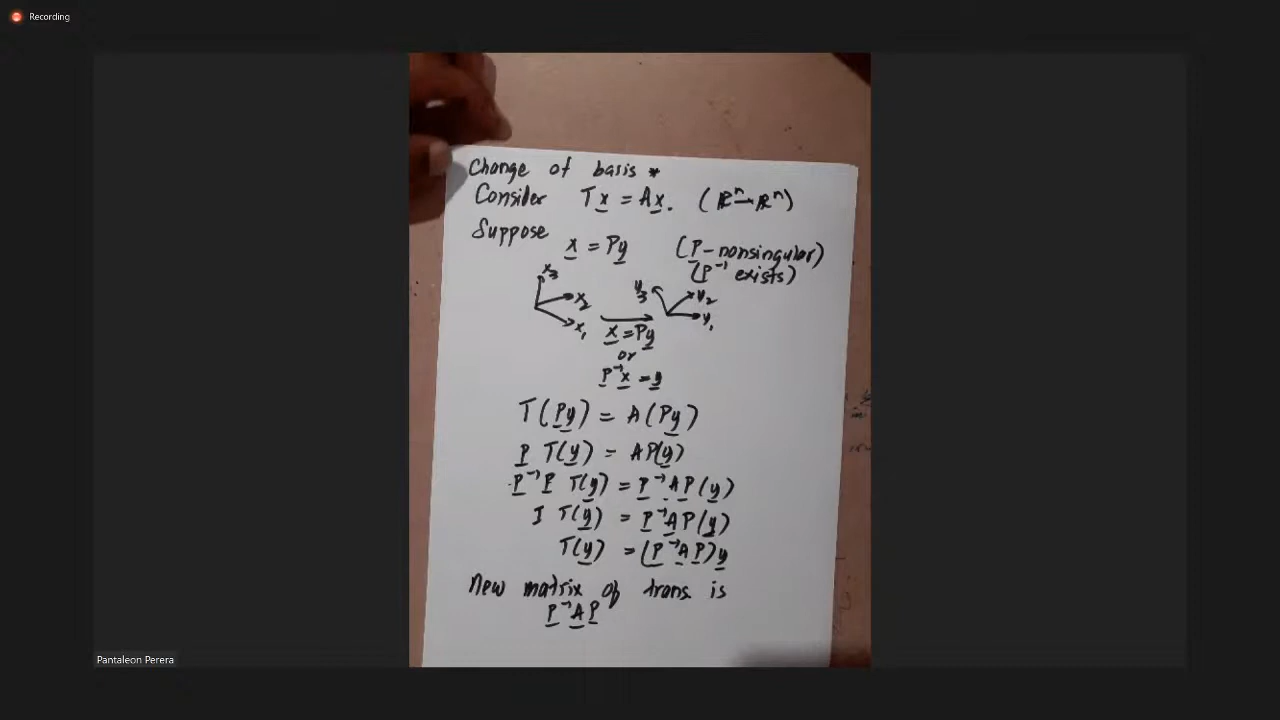 Recording
Change of basis *
Consider Tx = Ax. (ℝⁿ→ℝⁿ)
Suppose
x = Py (P-nonsingular)
(P⁻¹ exists)
x₃ x₂ x₁
y₃ y₂ y₁
x = Py
or
P⁻¹x = y
T(Py) = A(Py)
P T(y) = AP(y)
P⁻¹P T(y) = P⁻¹AP(y)
I T(y) = P⁻¹AP(y)
T(y) = (P⁻¹AP)y
New matrix of trans. is
P⁻¹AP
Pantaleon Perera